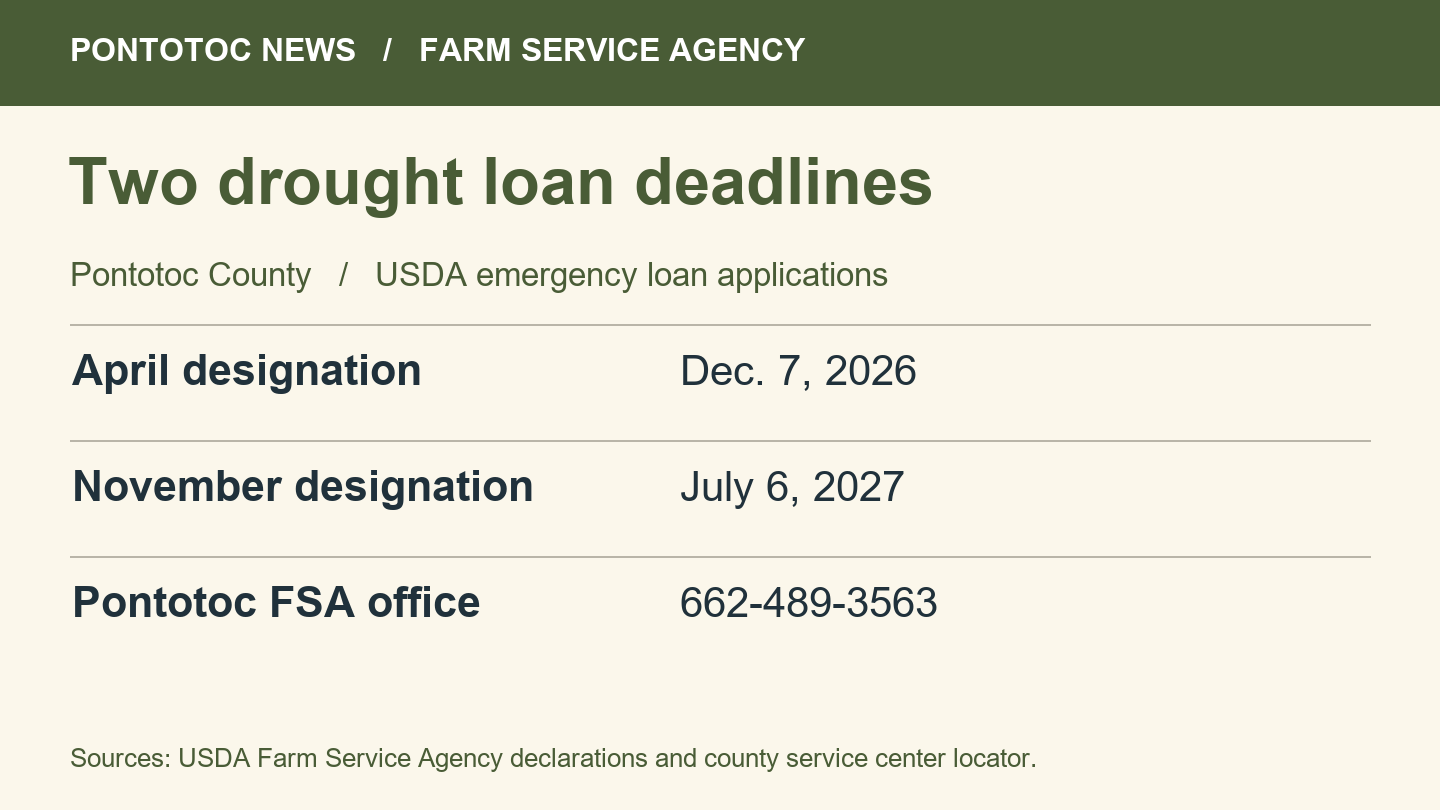 PONTOTOC NEWS / FARM SERVICE AGENCY
Two drought loan deadlines
Pontotoc County / USDA emergency loan applications
April designation Dec. 7, 2026
November designation July 6, 2027
Pontotoc FSA office 662-489-3563
Sources: USDA Farm Service Agency declarations and county service center locator.